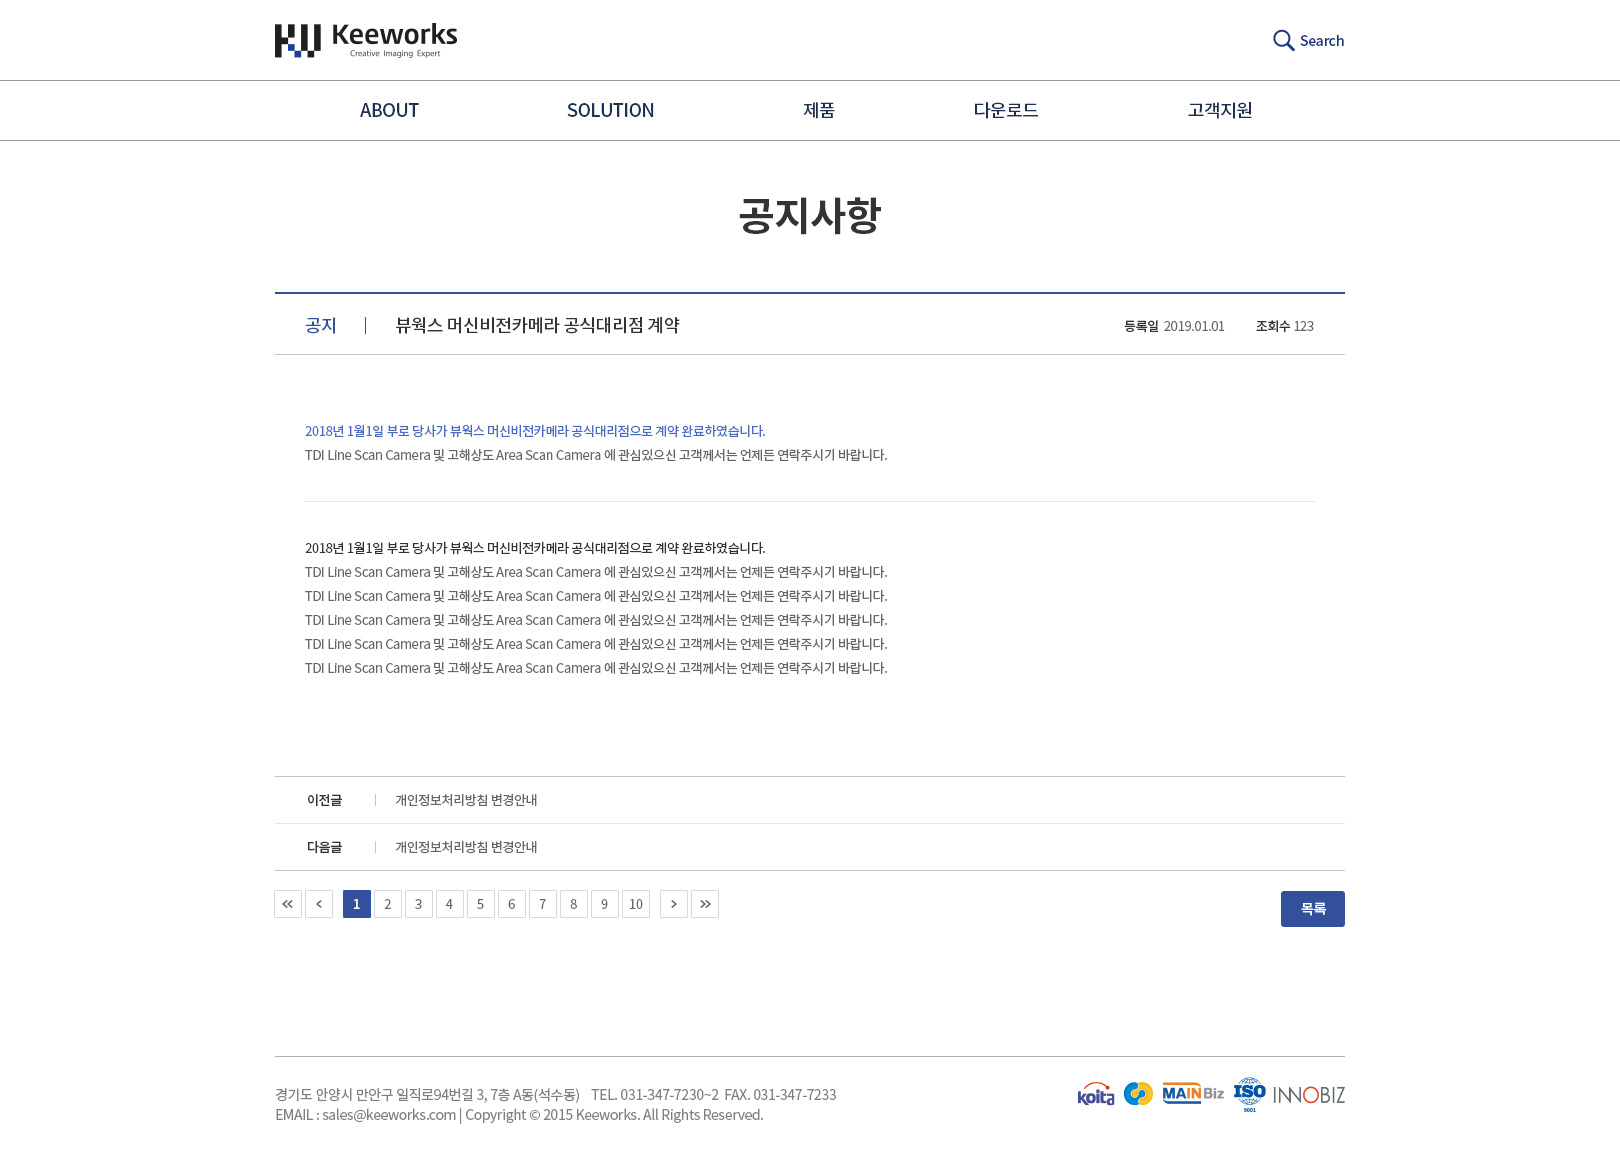 Keeworks
Creative Imaging Expert
Search
ABOUT
SOLUTION
제품
다운로드
고객지원
공지사항
공지
뷰웍스 머신비전카메라 공식대리점 계약
등록일 2019.01.01 조회수 123
2018년 1월1일 부로 당사가 뷰웍스 머신비전카메라 공식대리점으로 계약 완료하였습니다.
TDI Line Scan Camera 및 고해상도 Area Scan Camera 에 관심있으신 고객께서는 언제든 연락주시기 바랍니다.
2018년 1월1일 부로 당사가 뷰웍스 머신비전카메라 공식대리점으로 계약 완료하였습니다.
TDI Line Scan Camera 및 고해상도 Area Scan Camera 에 관심있으신 고객께서는 언제든 연락주시기 바랍니다.
TDI Line Scan Camera 및 고해상도 Area Scan Camera 에 관심있으신 고객께서는 언제든 연락주시기 바랍니다.
TDI Line Scan Camera 및 고해상도 Area Scan Camera 에 관심있으신 고객께서는 언제든 연락주시기 바랍니다.
TDI Line Scan Camera 및 고해상도 Area Scan Camera 에 관심있으신 고객께서는 언제든 연락주시기 바랍니다.
TDI Line Scan Camera 및 고해상도 Area Scan Camera 에 관심있으신 고객께서는 언제든 연락주시기 바랍니다.
이전글 개인정보처리방침 변경안내
다음글 개인정보처리방침 변경안내
1 2 3 4 5 6 7 8 9 10
목록
경기도 안양시 만안구 일직로94번길 3, 7층 A동(석수동) TEL. 031-347-7230~2 FAX. 031-347-7233
EMAIL : sales@keeworks.com | Copyright © 2015 Keeworks. All Rights Reserved.
koita
MAINBiz
ISO
9001
INNOBIZ